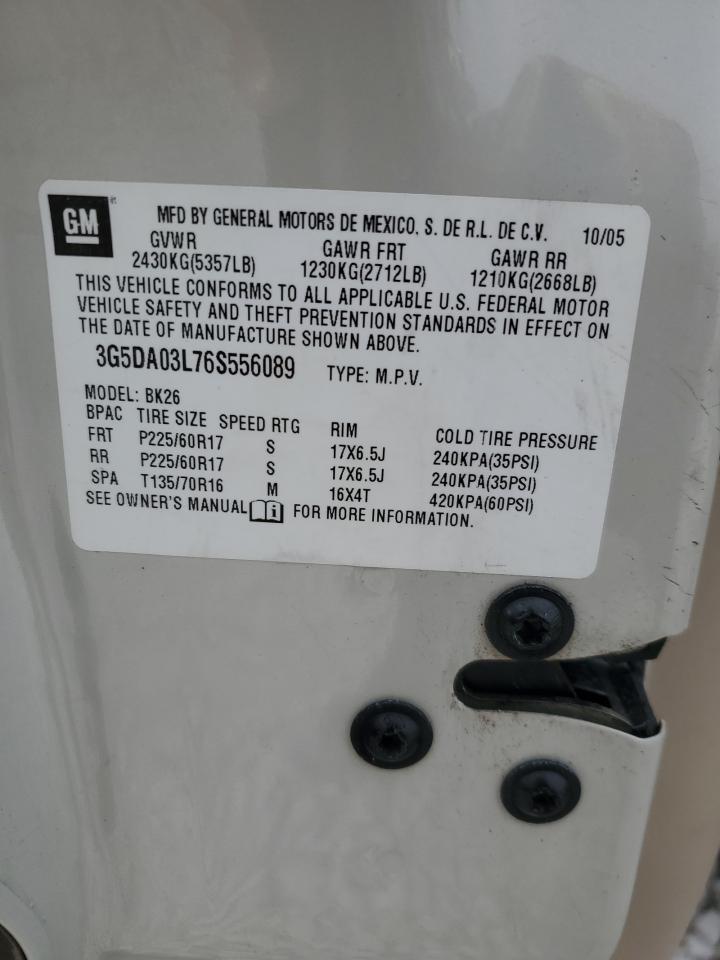 GM MFD BY GENERAL MOTORS DE MEXICO, S. DE R.L. DE C.V. 10/05
GVWR GAWR FRT GAWR RR
2430KG(5357LB) 1230KG(2712LB) 1210KG(2668LB)
THIS VEHICLE CONFORMS TO ALL APPLICABLE U.S. FEDERAL MOTOR
VEHICLE SAFETY AND THEFT PREVENTION STANDARDS IN EFFECT ON
THE DATE OF MANUFACTURE SHOWN ABOVE.
3G5DA03L76S556089 TYPE: M.P.V.
MODEL: BK26
BPAC TIRE SIZE SPEED RTG RIM COLD TIRE PRESSURE
FRT P225/60R17 S 17X6.5J 240KPA(35PSI)
RR P225/60R17 S 17X6.5J 240KPA(35PSI)
SPA T135/70R16 M 16X4T 420KPA(60PSI)
SEE OWNER'S MANUAL i FOR MORE INFORMATION.